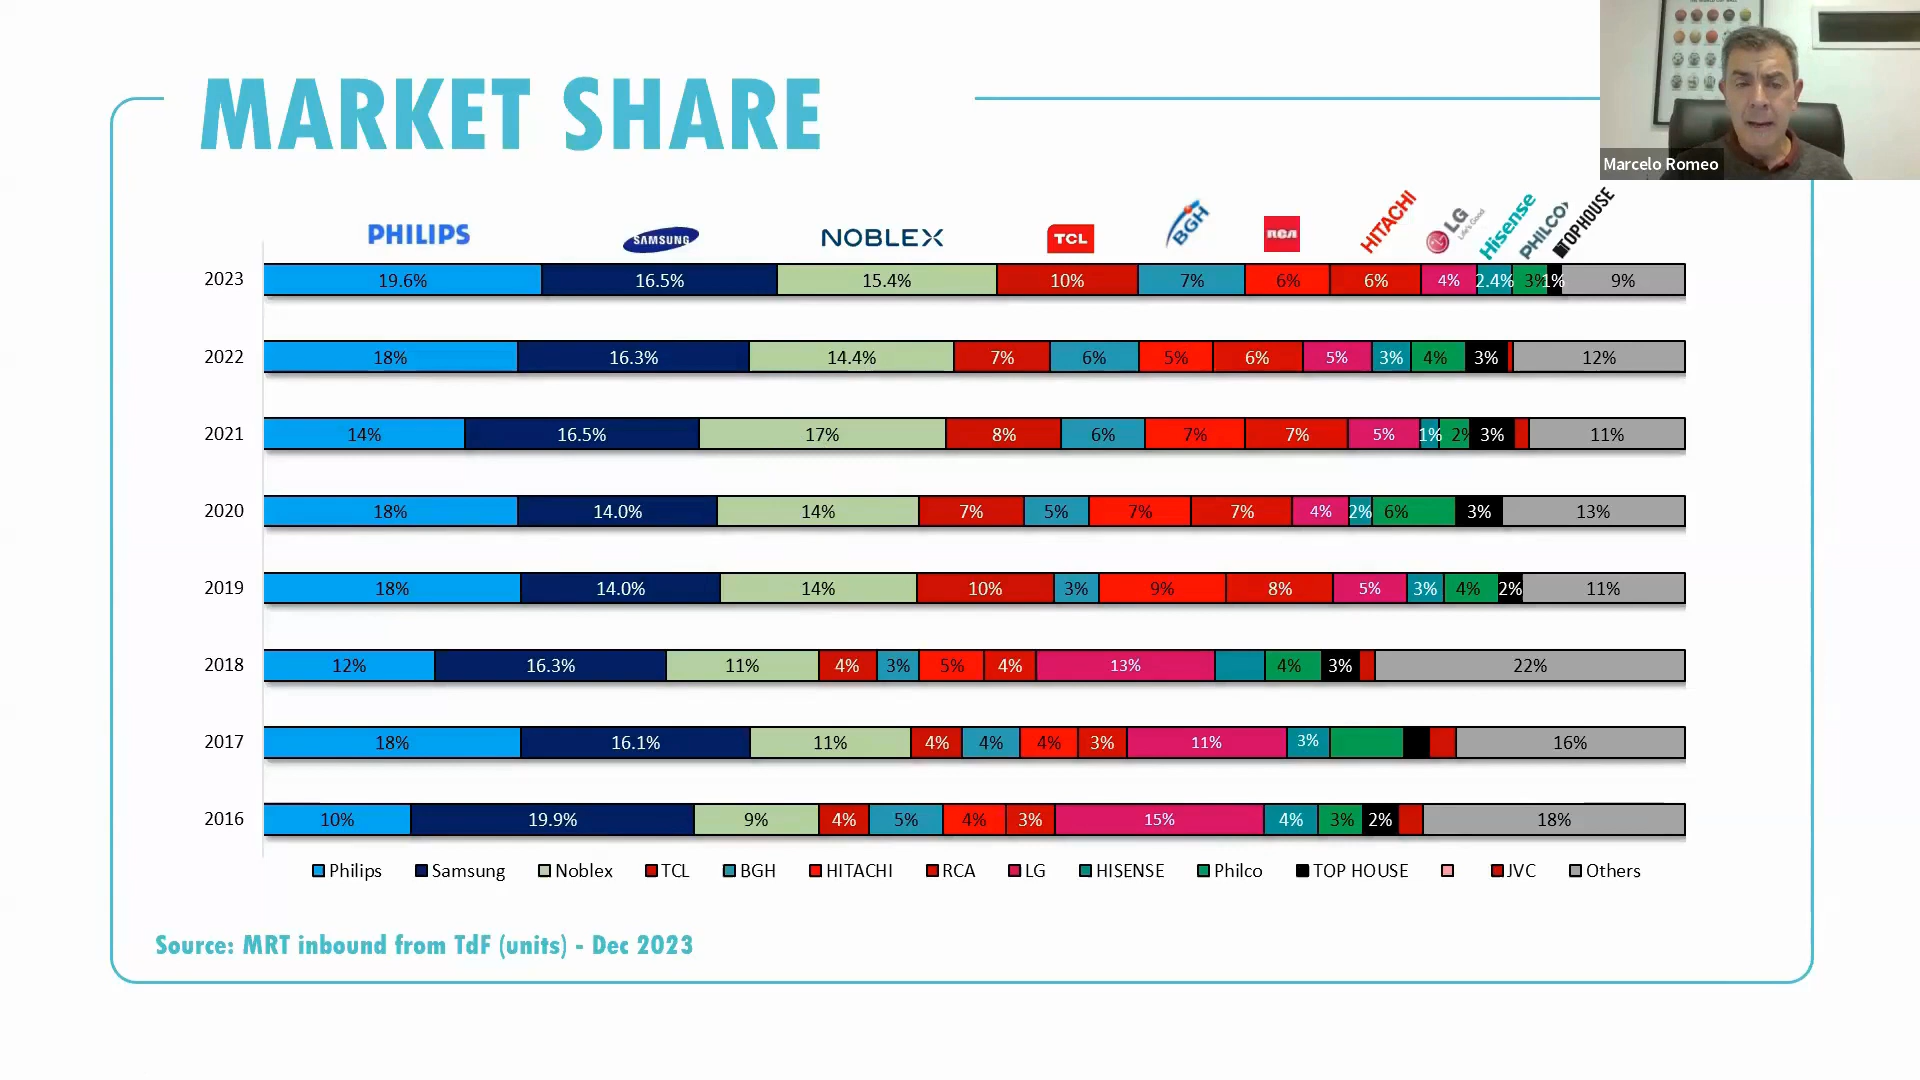 MARKET SHARE
Marcelo Romeo
PHILIPS SAMSUNG NOBLEX TCL BGH RCA HITACHI LG Life's Good Hisense PHILCO TOPHOUSE
2023 19.6% 16.5% 15.4% 10% 7% 6% 6% 4% 2.4% 3% 1% 9%
2022 18% 16.3% 14.4% 7% 6% 5% 6% 5% 3% 4% 3% 12%
2021 14% 16.5% 17% 8% 6% 7% 7% 5% 1% 2% 3% 11%
2020 18% 14.0% 14% 7% 5% 7% 7% 4% 2% 6% 3% 13%
2019 18% 14.0% 14% 10% 3% 9% 8% 5% 3% 4% 2% 11%
2018 12% 16.3% 11% 4% 3% 5% 4% 13% 4% 3% 22%
2017 18% 16.1% 11% 4% 4% 4% 3% 11% 3% 16%
2016 10% 19.9% 9% 4% 5% 4% 3% 15% 4% 3% 2% 18%
Philips Samsung Noblex TCL BGH HITACHI RCA LG HISENSE Philco TOP HOUSE JVC Others
Source: MRT inbound from TdF (units) - Dec 2023